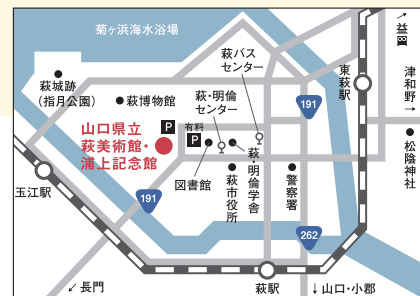 菊ヶ浜海水浴場
↗益田
萩城跡
(指月公園)
萩博物館
萩バス
センター
萩・明倫
センター
東萩駅
津和野→
191
P
有料
P
山口県立
萩美術館・
浦上記念館
図書館
萩・明倫学舎
萩市役所
警察署
松陰神社
玉江駅
191
262
↙長門
萩駅
↓山口・小郡